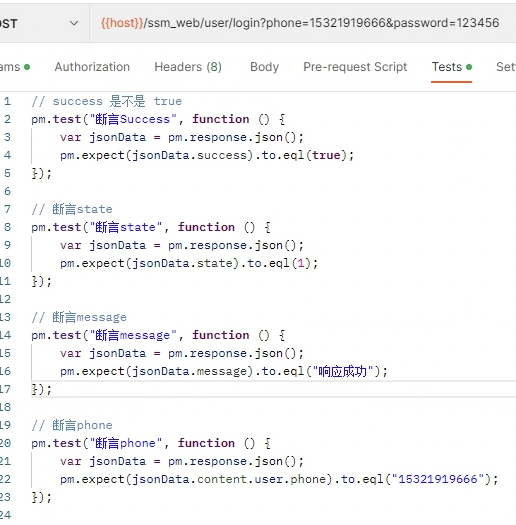 OST {{host}}/ssm_web/user/login?phone=15321919666&password=123456
ams Authorization Headers (8) Body Pre-request Script Tests Set
1 // success 是不是 true
2 pm.test("断言Success", function () {
3 var jsonData = pm.response.json();
4 pm.expect(jsonData.success).to.eql(true);
5 });
6
7 // 断言state
8 pm.test("断言state", function () {
9 var jsonData = pm.response.json();
10 pm.expect(jsonData.state).to.eql(1);
11 });
12
13 // 断言message
14 pm.test("断言message", function () {
15 var jsonData = pm.response.json();
16 pm.expect(jsonData.message).to.eql("响应成功");
17 });
18
19 // 断言phone
20 pm.test("断言phone", function () {
21 var jsonData = pm.response.json();
22 pm.expect(jsonData.content.user.phone).to.eql("15321919666");
23 });
24